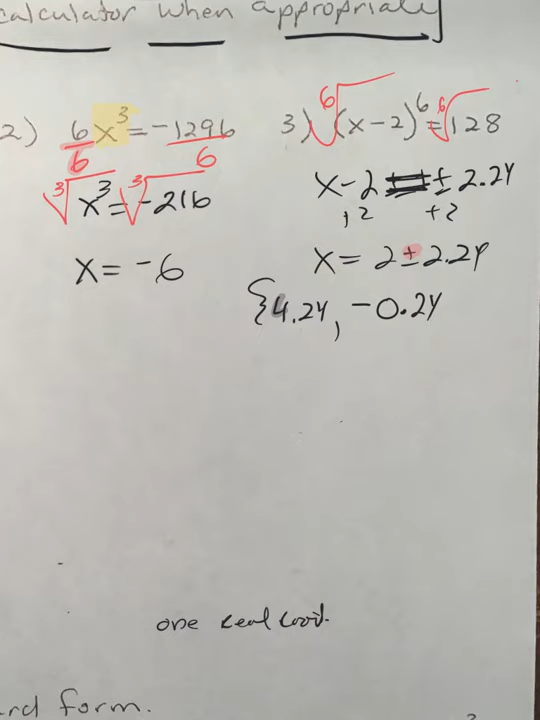 calculator when appropriate]
2) 6x³ = -1296
6 6
∛x³ = ∛-216
x = -6
3) ⁶√(x-2)⁶ = ⁶√128
x-2 = ± 2.24
+2 +2
x = 2 ± 2.24
{4.24, -0.24
one real root.
ard form.